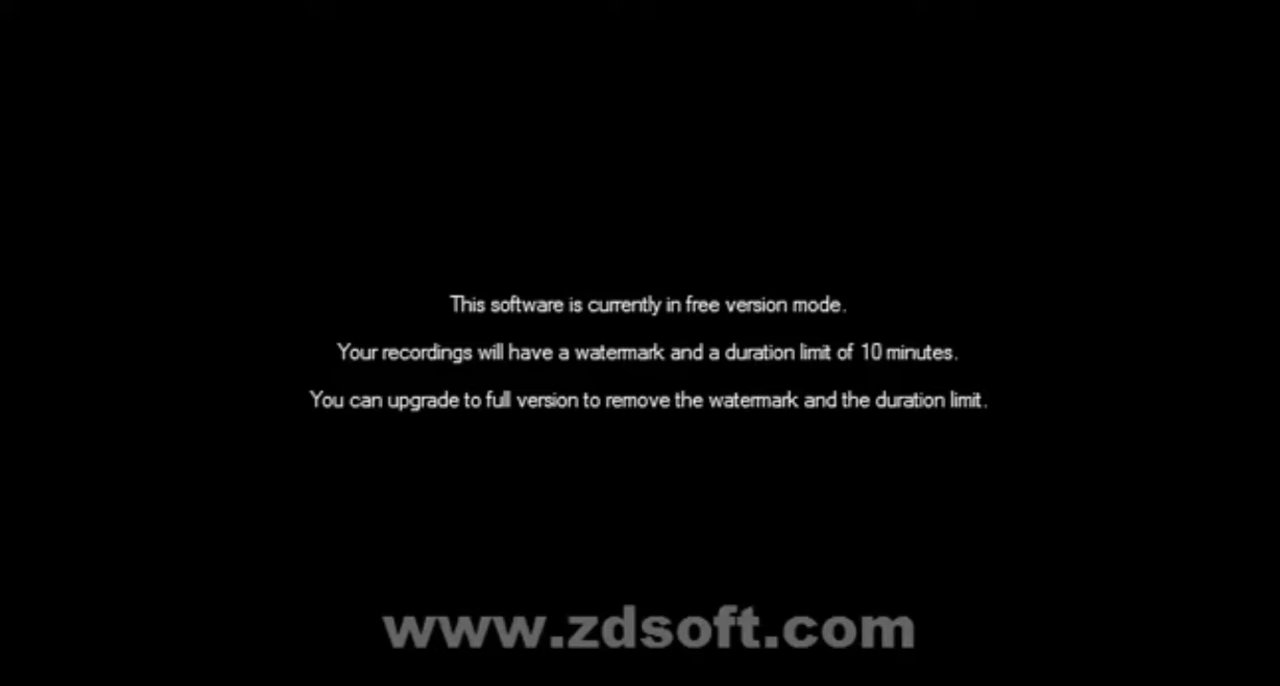 This software is currently in free version mode.
Your recordings will have a watermark and a duration limit of 10 minutes.
You can upgrade to full version to remove the watermark and the duration limit.
www.zdsoft.com